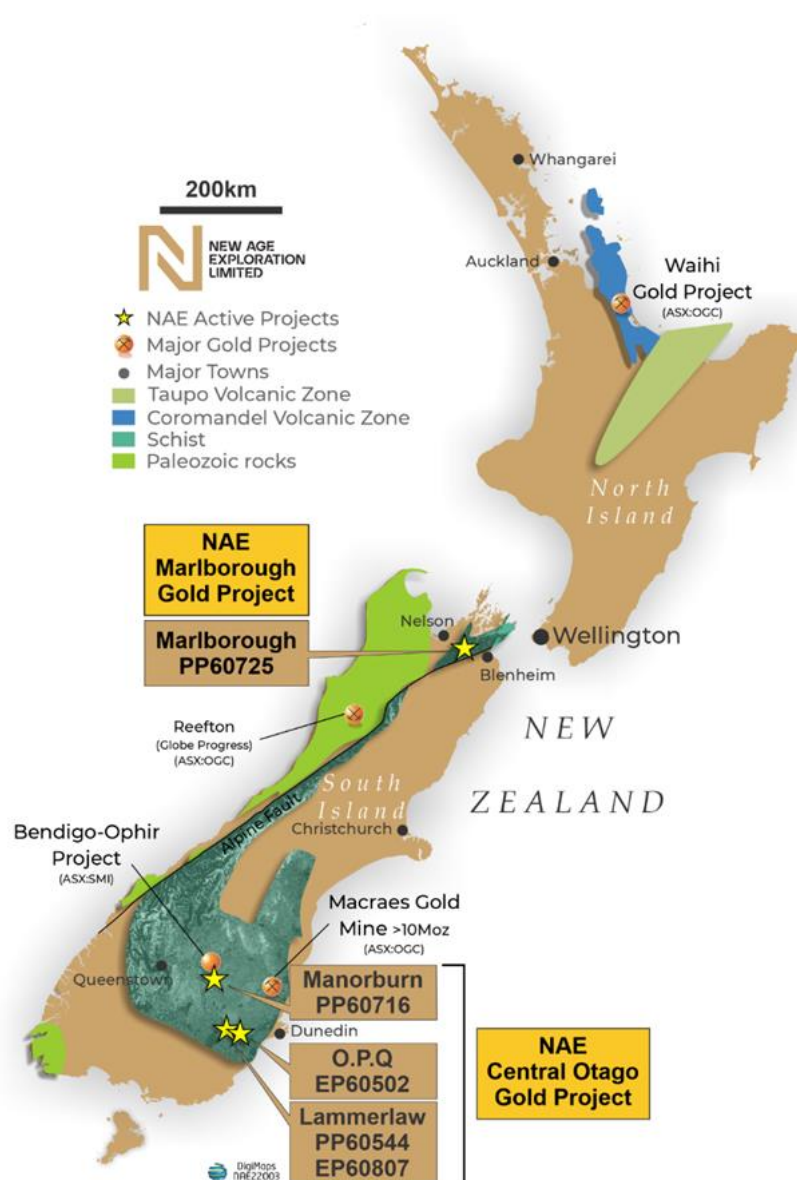 Whangarei
200km
NEW AGE
EXPLORATION
LIMITED
Auckland
Waihi
Gold Project
(ASX:OGC)
NAE Active Projects
Major Gold Projects
Major Towns
Taupo Volcanic Zone
Coromandel Volcanic Zone
Schist
Paleozoic rocks
North
Island
NAE
Marlborough
Gold Project
Marlborough
PP60725
Nelson
Wellington
Blenheim
Reefton
(Globe Progress)
(ASX:OGC)
NEW
ZEALAND
South
Island
Alpine Fault
Christchurch
Bendigo-Ophir
Project
(ASX:SMI)
Macraes Gold
Mine >10Moz
(ASX:OGC)
Queenstown
Manorburn
PP60716
Dunedin
O.P.Q
EP60502
Lammerlaw
PP60544
EP60807
NAE
Central Otago
Gold Project
DigiMaps
NAE22003